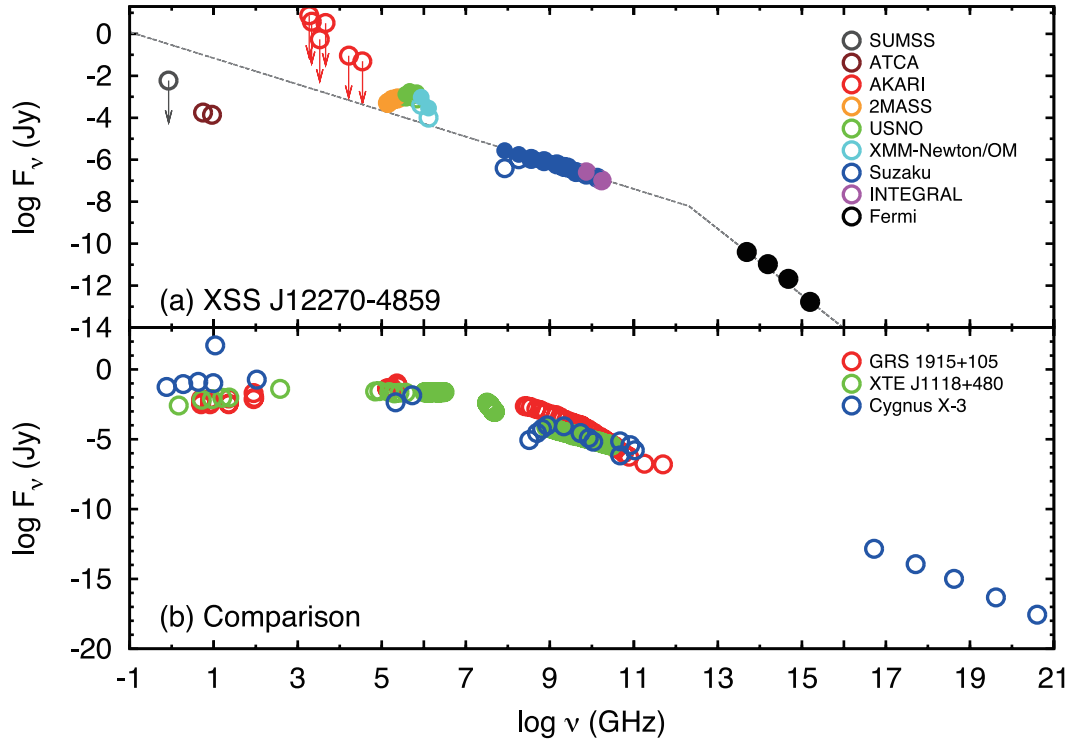 0
-2
-4
-6
-8
-10
-12
-14
log Fν (Jy)
SUMSS
ATCA
AKARI
2MASS
USNO
XMM-Newton/OM
Suzaku
INTEGRAL
Fermi
(a) XSS J12270-4859
0
-5
-10
-15
-20
log Fν (Jy)
GRS 1915+105
XTE J1118+480
Cygnus X-3
(b) Comparison
-1 1 3 5 7 9 11 13 15 17 19 21
log ν (GHz)